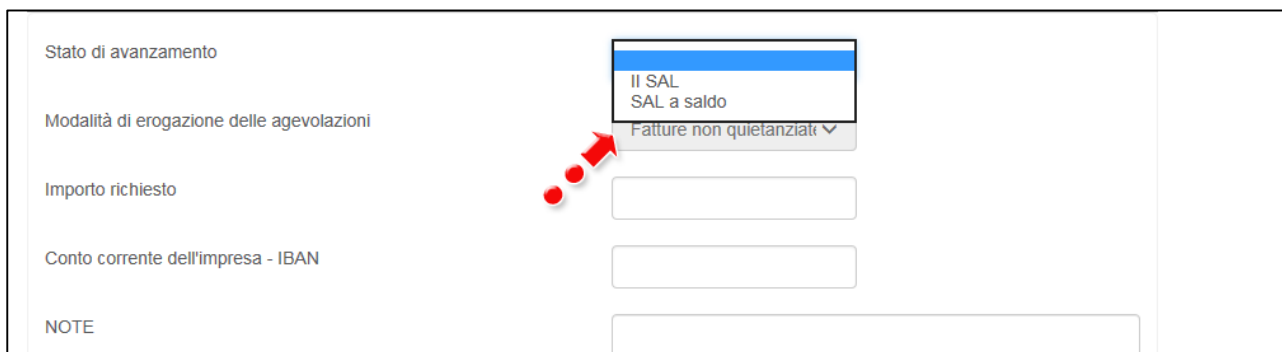 Stato di avanzamento
II SAL
SAL a saldo
Modalità di erogazione delle agevolazioni
Fatture non quietanziate
Importo richiesto
Conto corrente dell'impresa - IBAN
NOTE